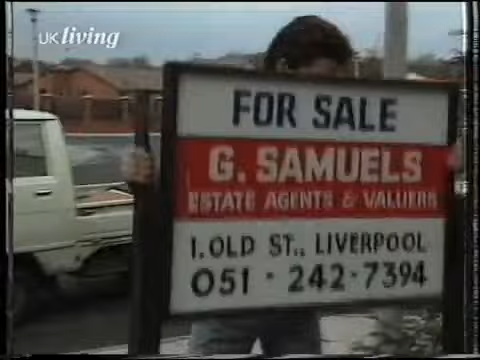 UK living
FOR SALE
G. SAMUELS
ESTATE AGENTS & VALUERS
1. OLD ST., LIVERPOOL
051 · 242 · 7394